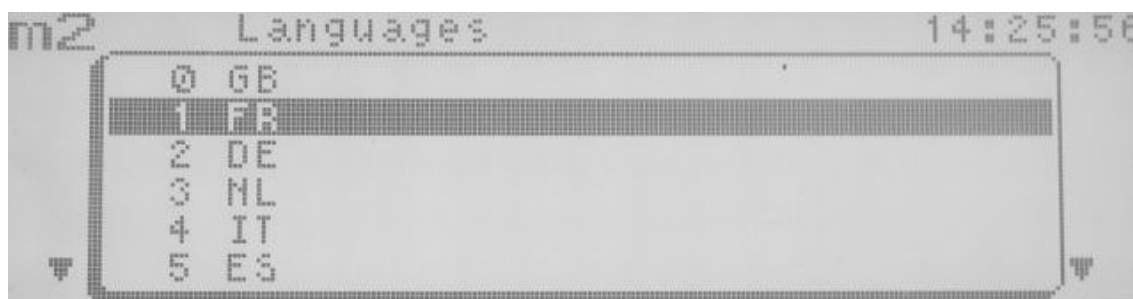 m2 Languages 14:25:56
0 GB
1 FR
2 DE
3 NL
4 IT
5 ES